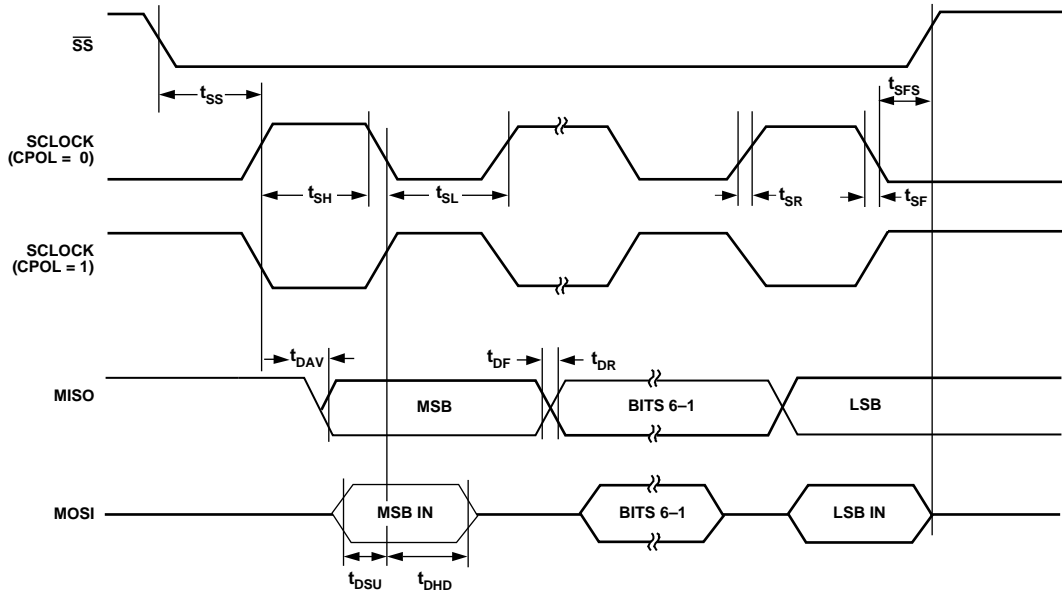 SS
tSS
tSFS
SCLOCK
(CPOL = 0)
tSH
tSL
tSR
tSF
SCLOCK
(CPOL = 1)
tDAV
tDF
tDR
MISO
MSB
BITS 6–1
LSB
MOSI
MSB IN
BITS 6–1
LSB IN
tDSU
tDHD